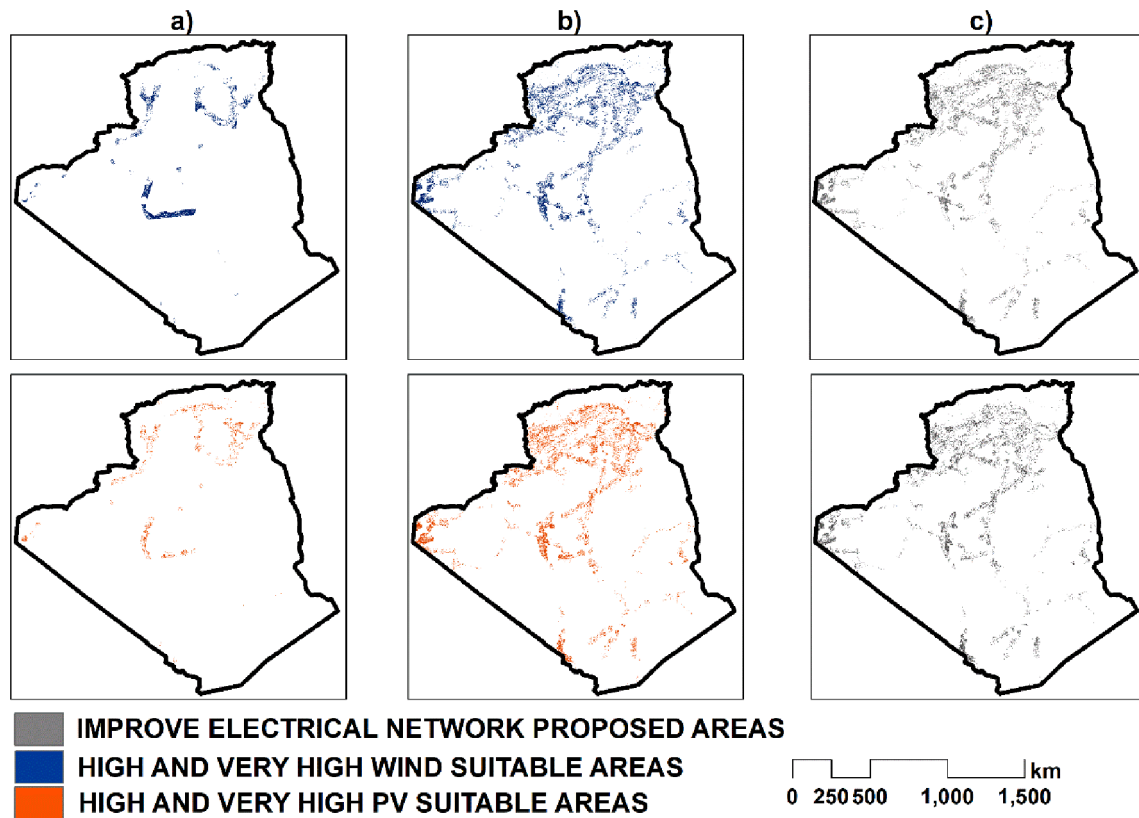 a) b) c)
IMPROVE ELECTRICAL NETWORK PROPOSED AREAS
HIGH AND VERY HIGH WIND SUITABLE AREAS
HIGH AND VERY HIGH PV SUITABLE AREAS
km
0 250 500 1,000 1,500